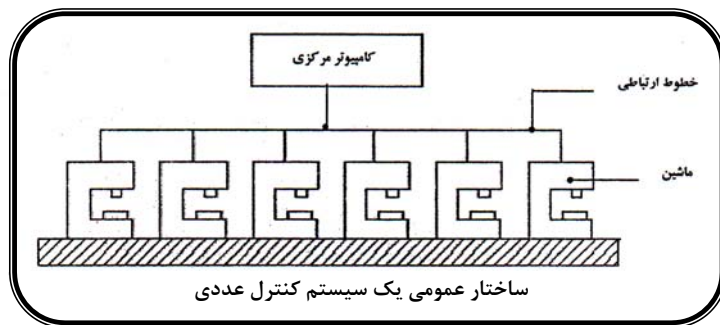 کامپیوتر مرکزی
خطوط ارتباطی
ماشین
ساختار عمومی یک سیستم کنترل عددی